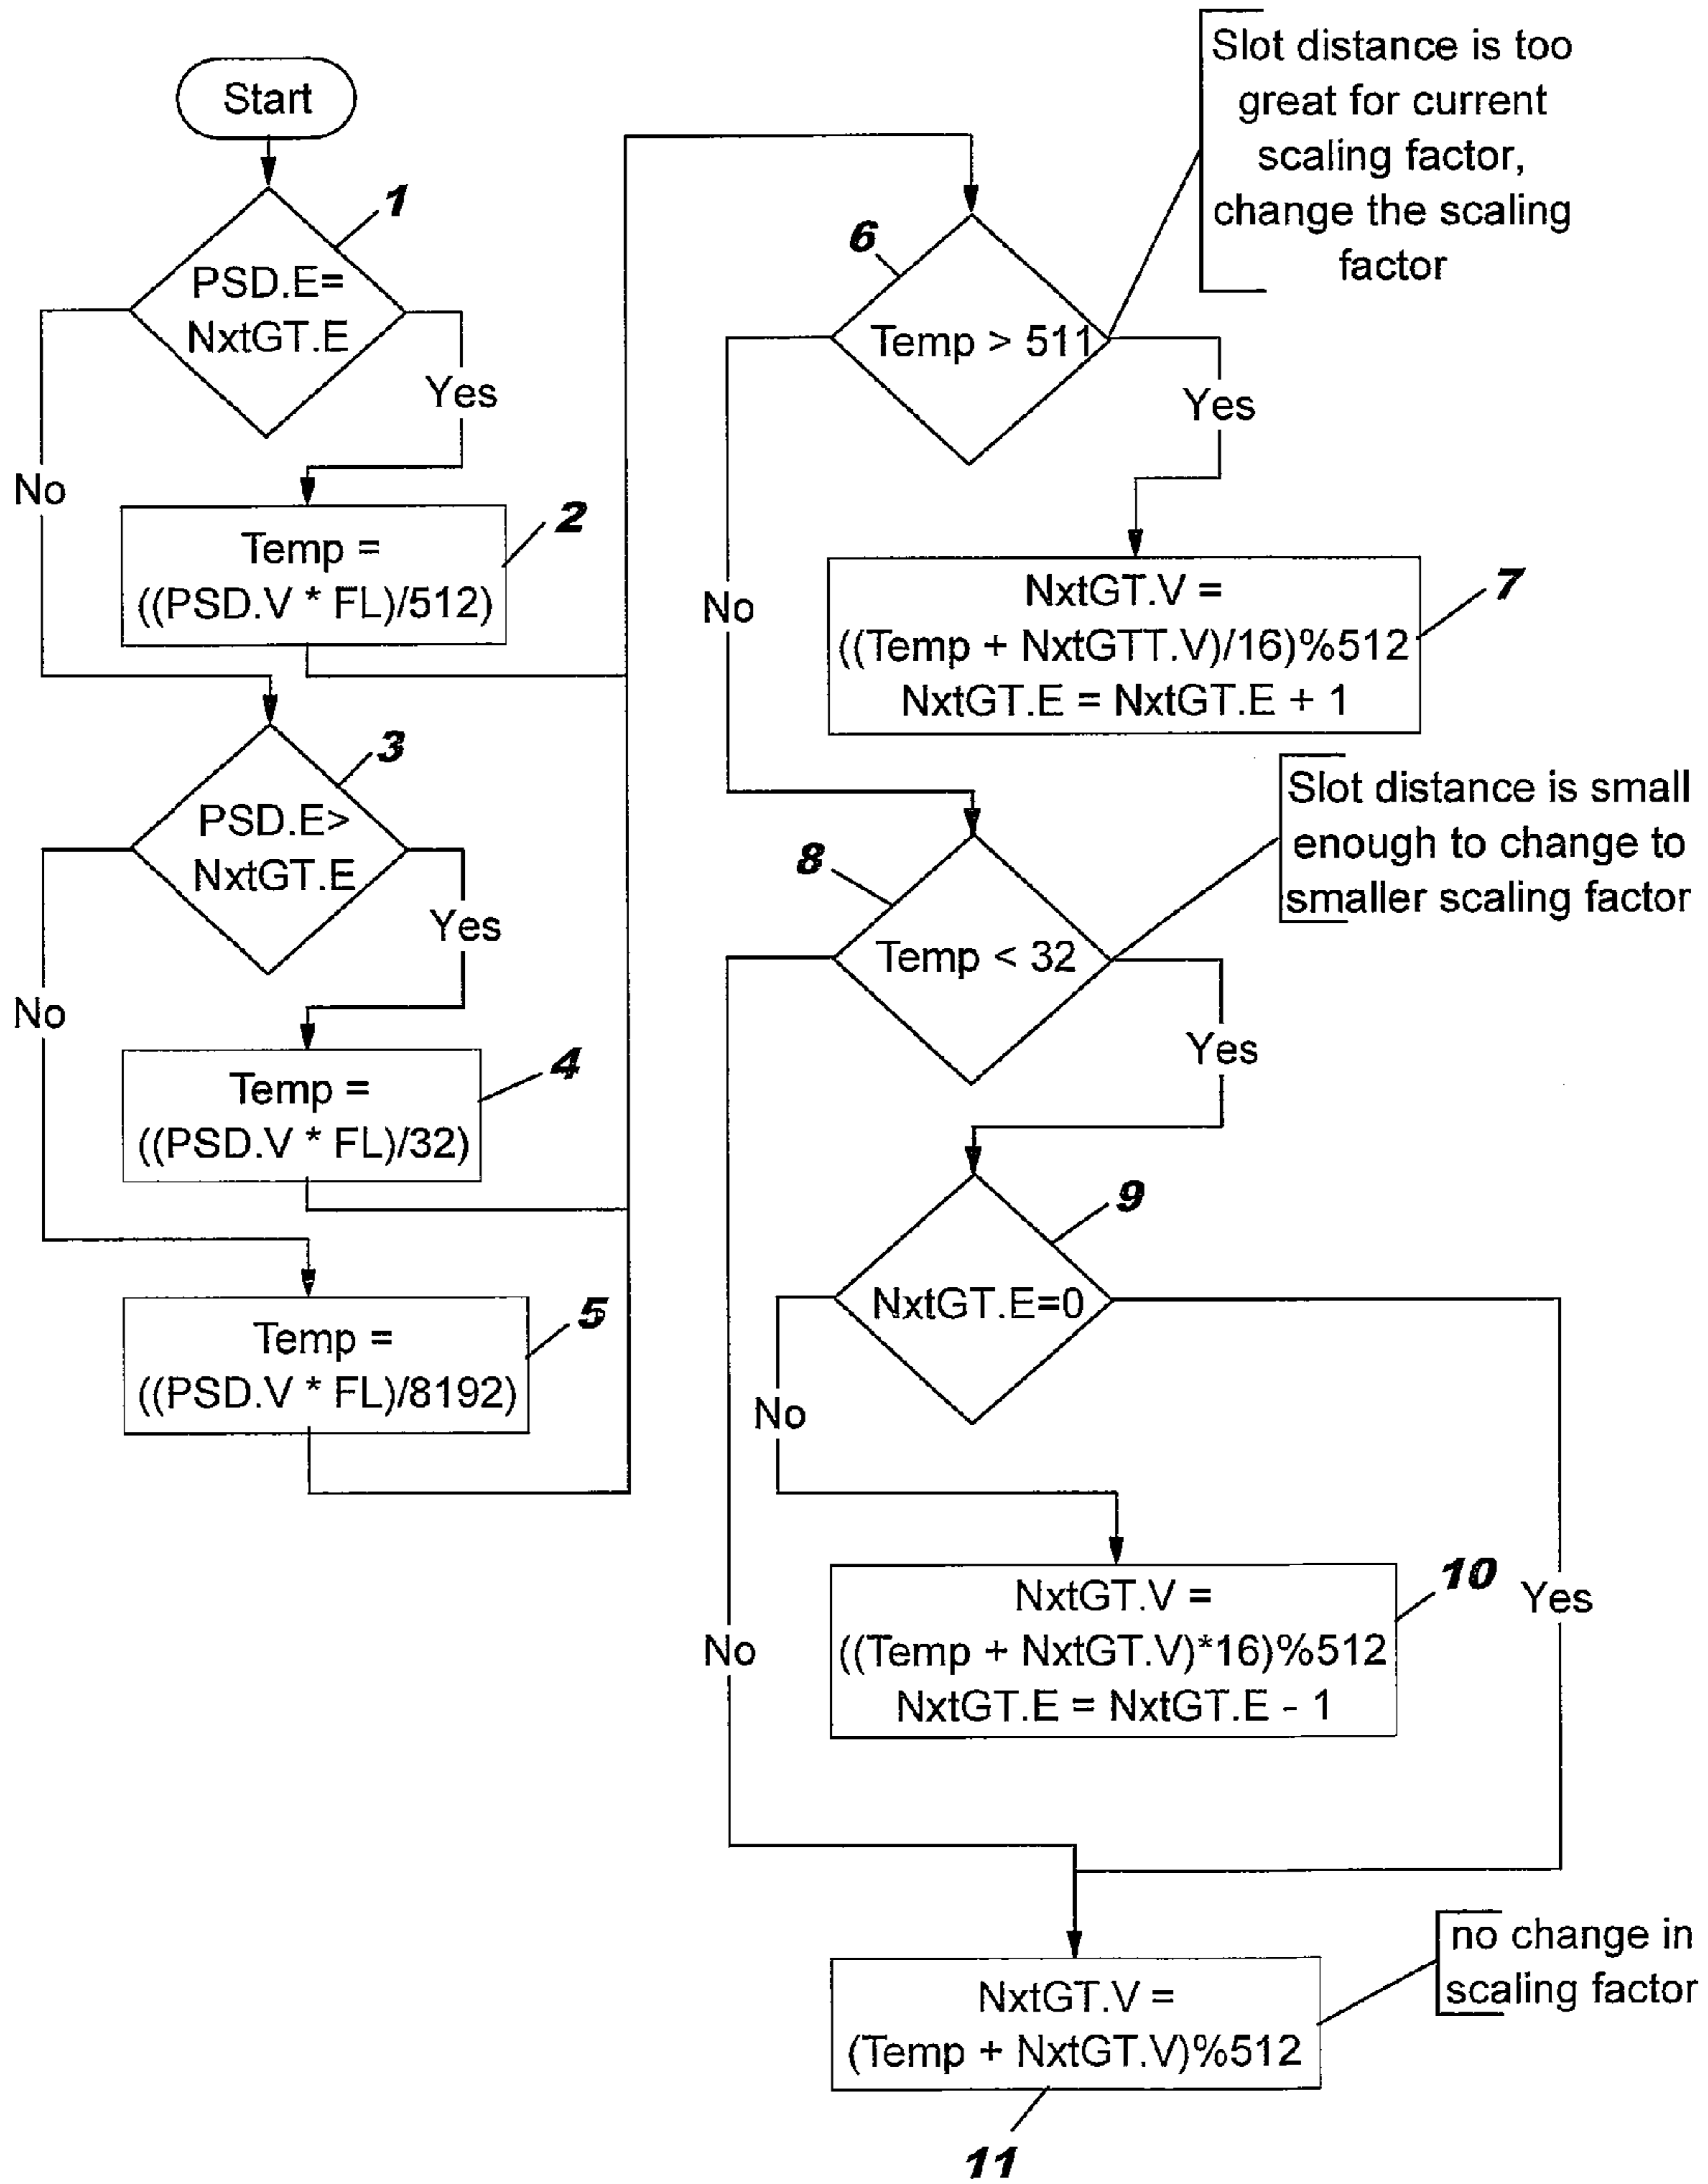 Start
1
PSD.E=
NxtGT.E
Yes
No
2
Temp =
((PSD.V * FL)/512)
3
PSD.E>
NxtGT.E
Yes
No
4
Temp =
((PSD.V * FL)/32)
5
Temp =
((PSD.V * FL)/8192)
Slot distance is too
great for current
scaling factor,
change the scaling
factor
6
Temp > 511
Yes
No
7
NxtGT.V =
((Temp + NxtGTT.V)/16)%512
NxtGT.E = NxtGT.E + 1
Slot distance is small
enough to change to
smaller scaling factor
8
Temp < 32
Yes
No
9
NxtGT.E=0
No
Yes
10
NxtGT.V =
((Temp + NxtGT.V)*16)%512
NxtGT.E = NxtGT.E - 1
no change in
scaling factor
NxtGT.V =
(Temp + NxtGT.V)%512
11